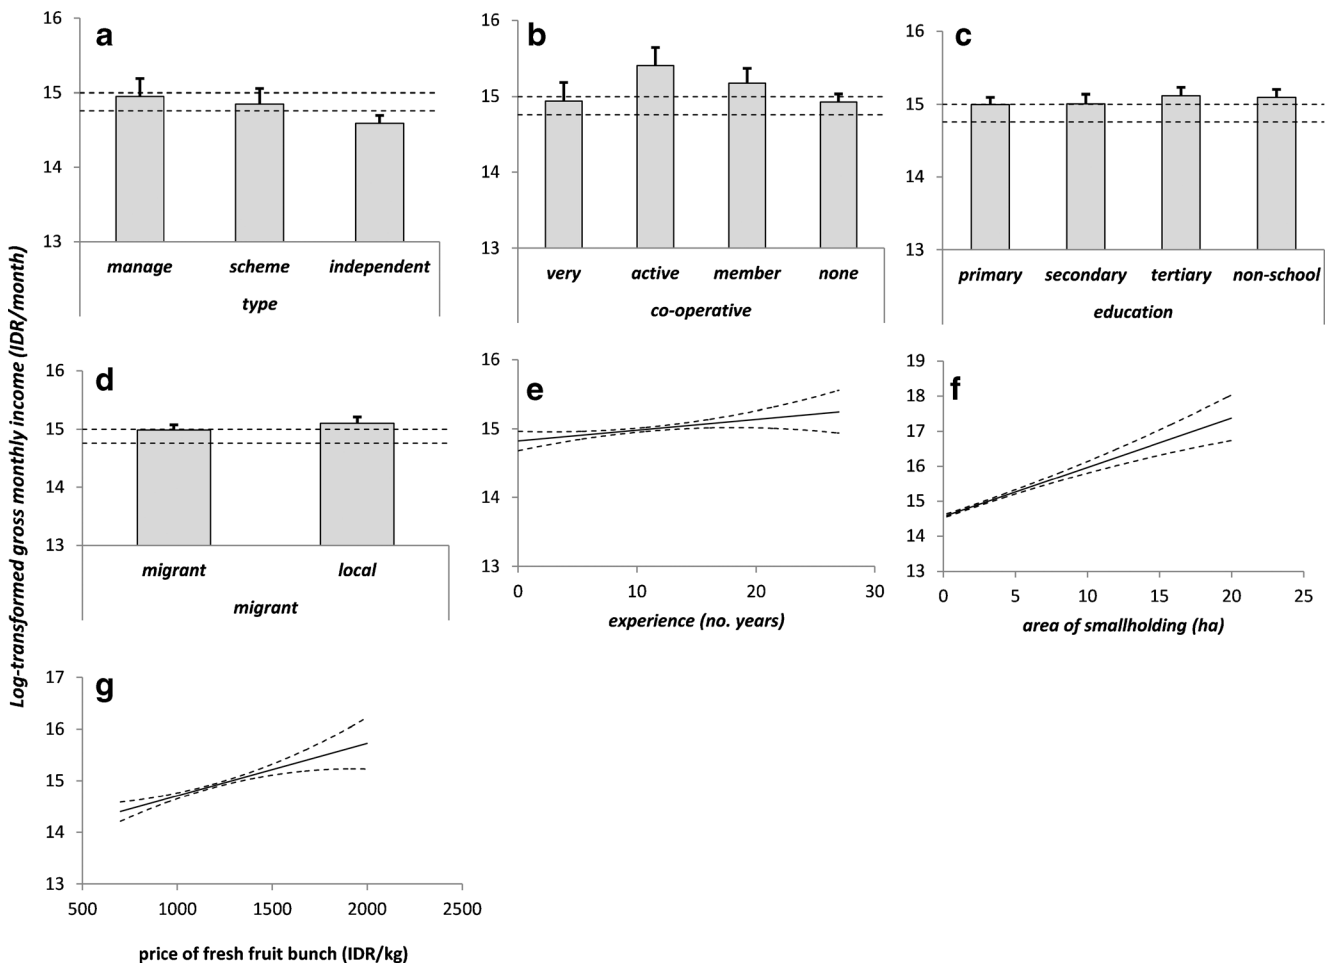 Log-transformed gross monthly income (IDR/month)
a
16
15
14
13
manage scheme independent
type
b
16
15
14
13
very active member none
co-operative
c
16
15
14
13
primary secondary tertiary non-school
education
d
16
15
14
13
migrant local
migrant
e
16
15
14
13
0 10 20 30
experience (no. years)
f
19
18
17
16
15
14
13
0 5 10 15 20 25
area of smallholding (ha)
g
17
16
15
14
13
500 1000 1500 2000 2500
price of fresh fruit bunch (IDR/kg)